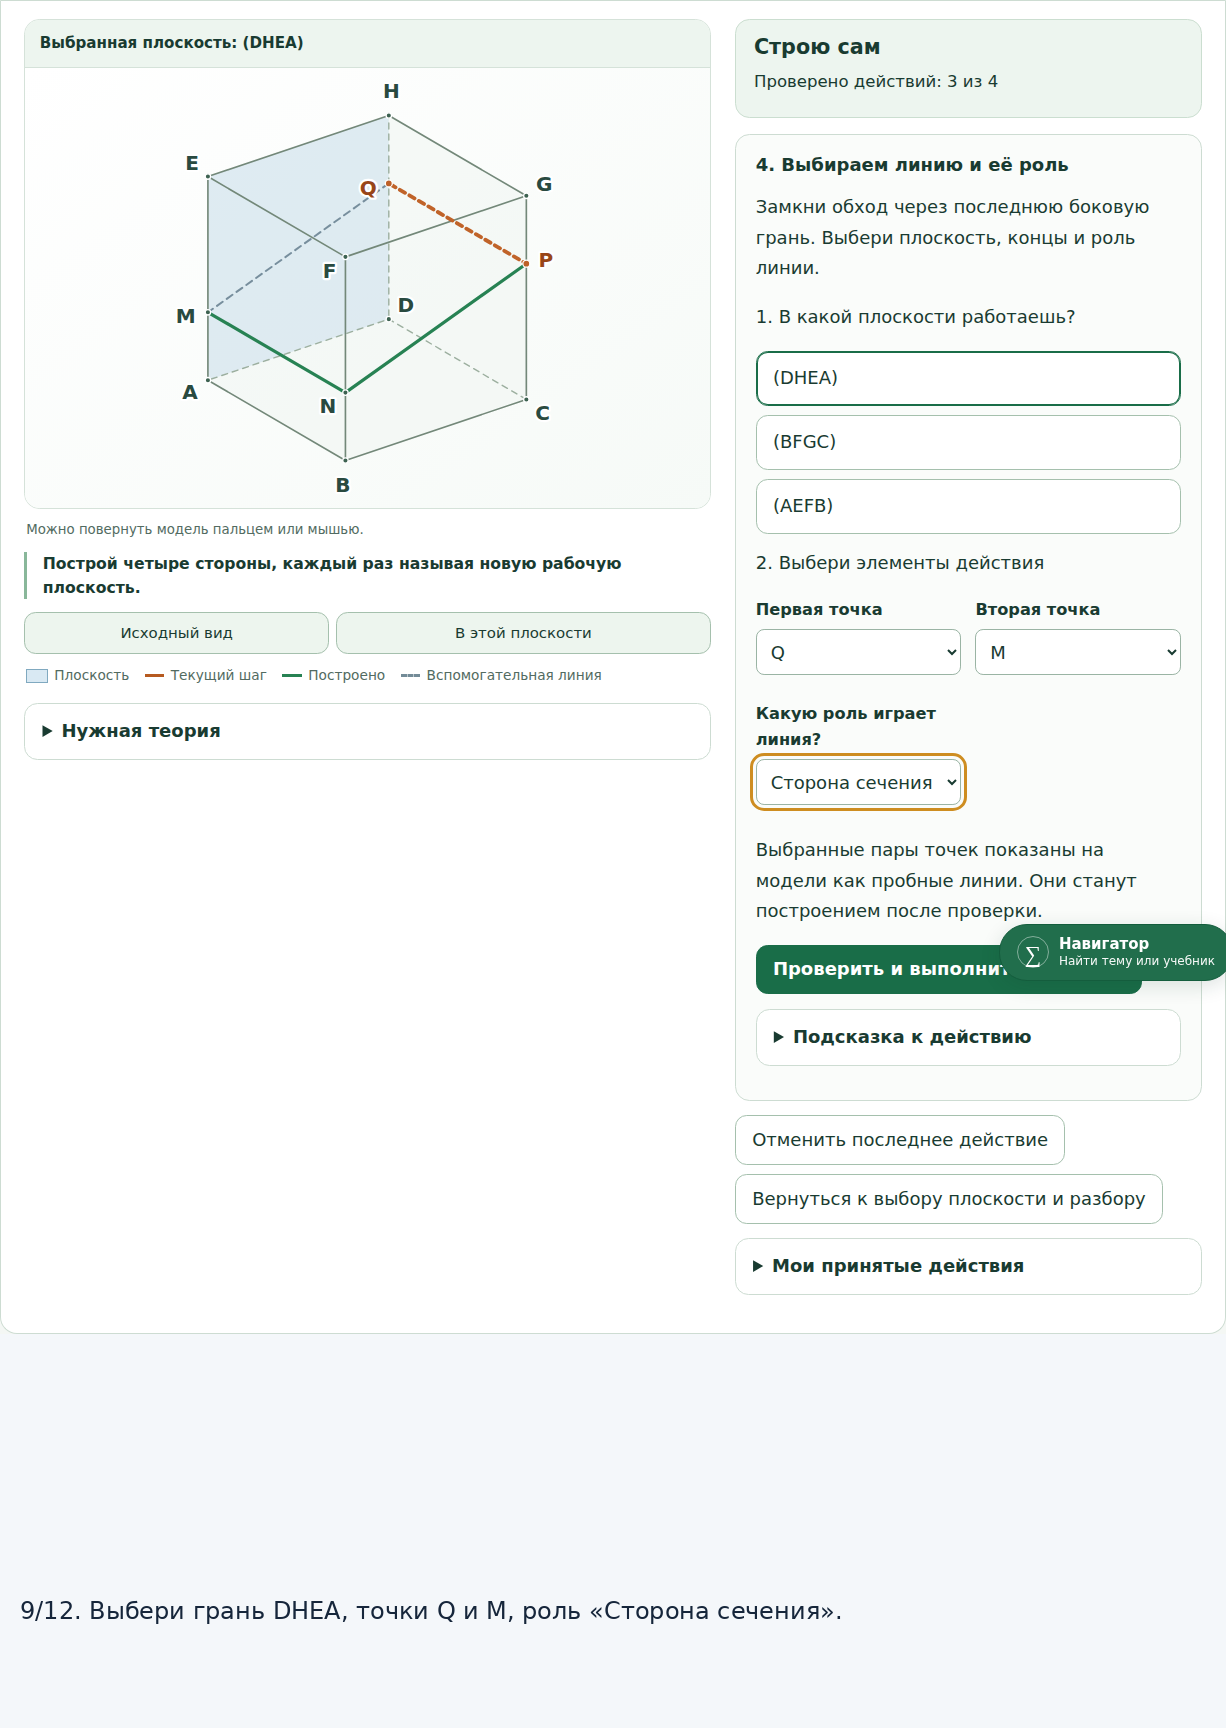 Выбранная плоскость: (DHEA)
H
E
G
Q
P
F
D
M
A
N
C
B
Можно повернуть модель пальцем или мышью.
Построй четыре стороны, каждый раз называя новую рабочую
плоскость.
Исходный вид
В этой плоскости
Плоскость
Текущий шаг
Построено
Вспомогательная линия
Нужная теория
Строю сам
Проверено действий: 3 из 4
4. Выбираем линию и её роль
Замкни обход через последнюю боковую
грань. Выбери плоскость, концы и роль
линии.
1. В какой плоскости работаешь?
(DHEA)
(BFGC)
(AEFB)
2. Выбери элементы действия
Первая точка
Вторая точка
Q
M
Какую роль играет
линия?
Сторона сечения
Выбранные пары точек показаны на
модели как пробные линии. Они станут
построением после проверки.
Проверить и
∑
Навигатор
Найти тему или учебник
Подсказка к действию
Отменить последнее действие
Вернуться к выбору плоскости и разбору
Мои принятые действия
9/12. Выбери грань DHEA, точки Q и M, роль «Сторона сечения».